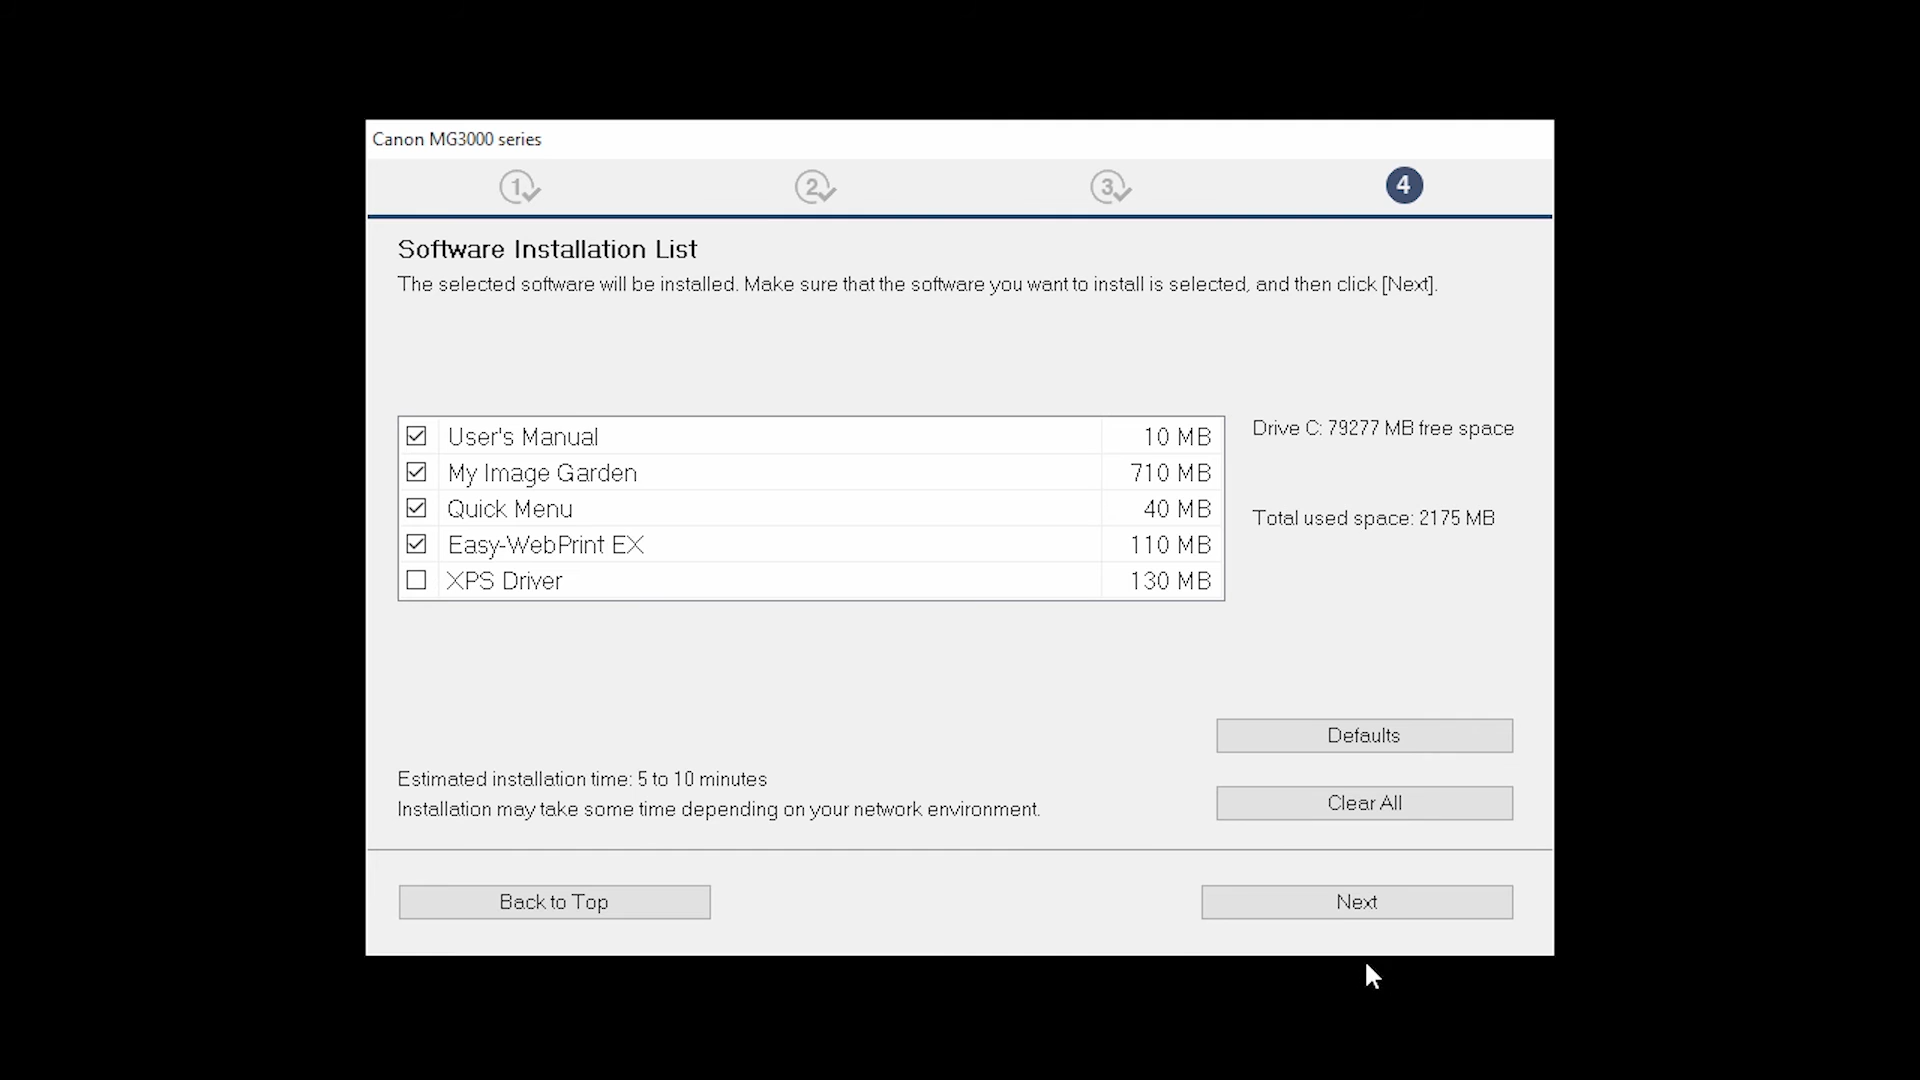 Canon MG3000 series
1 2 3 4
Software Installation List
The selected software will be installed. Make sure that the software you want to install is selected, and then click [Next].
User's Manual 10 MB
My Image Garden 710 MB
Quick Menu 40 MB
Easy-WebPrint EX 110 MB
XPS Driver 130 MB
Drive C: 79277 MB free space
Total used space: 2175 MB
Defaults
Estimated installation time: 5 to 10 minutes
Clear All
Installation may take some time depending on your network environment.
Back to Top
Next